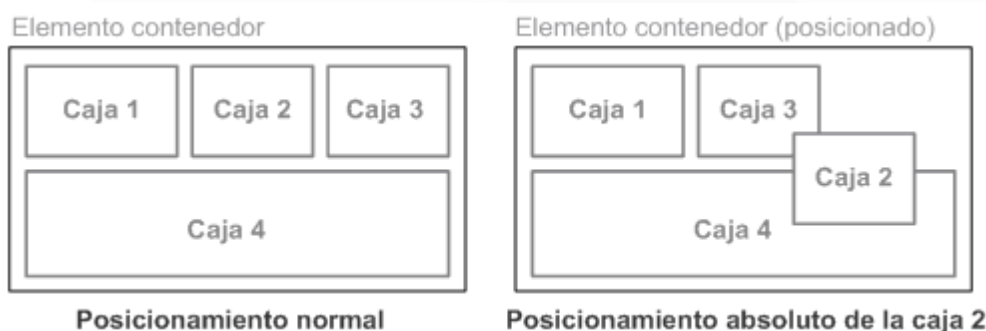 Elemento contenedor
Caja 1
Caja 2
Caja 3
Caja 4
Posicionamiento normal
Elemento contenedor (posicionado)
Caja 1
Caja 3
Caja 2
Caja 4
Posicionamiento absoluto de la caja 2